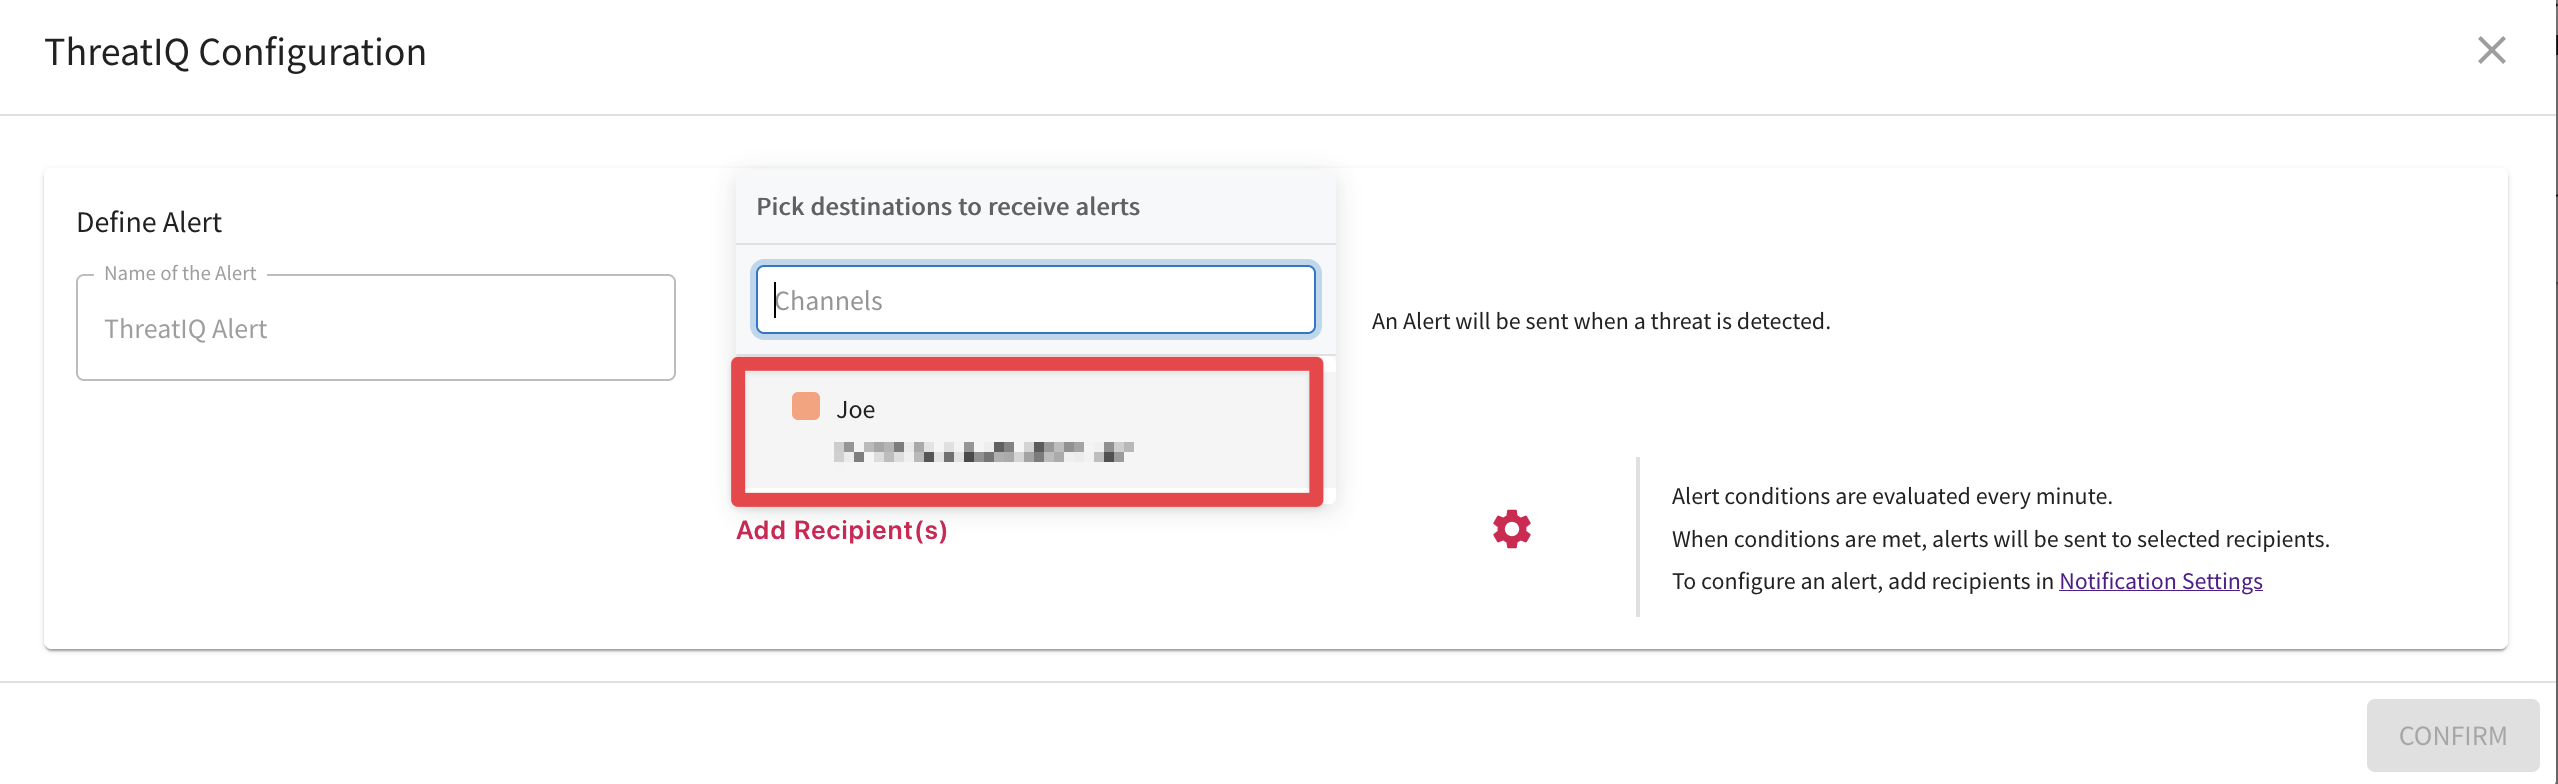 ThreatIQ Configuration
Define Alert
Name of the Alert
ThreatIQ Alert
Pick destinations to receive alerts
Channels
Joe
Add Recipient(s)
An Alert will be sent when a threat is detected.
Alert conditions are evaluated every minute.
When conditions are met, alerts will be sent to selected recipients.
To configure an alert, add recipients in Notification Settings
CONFIRM